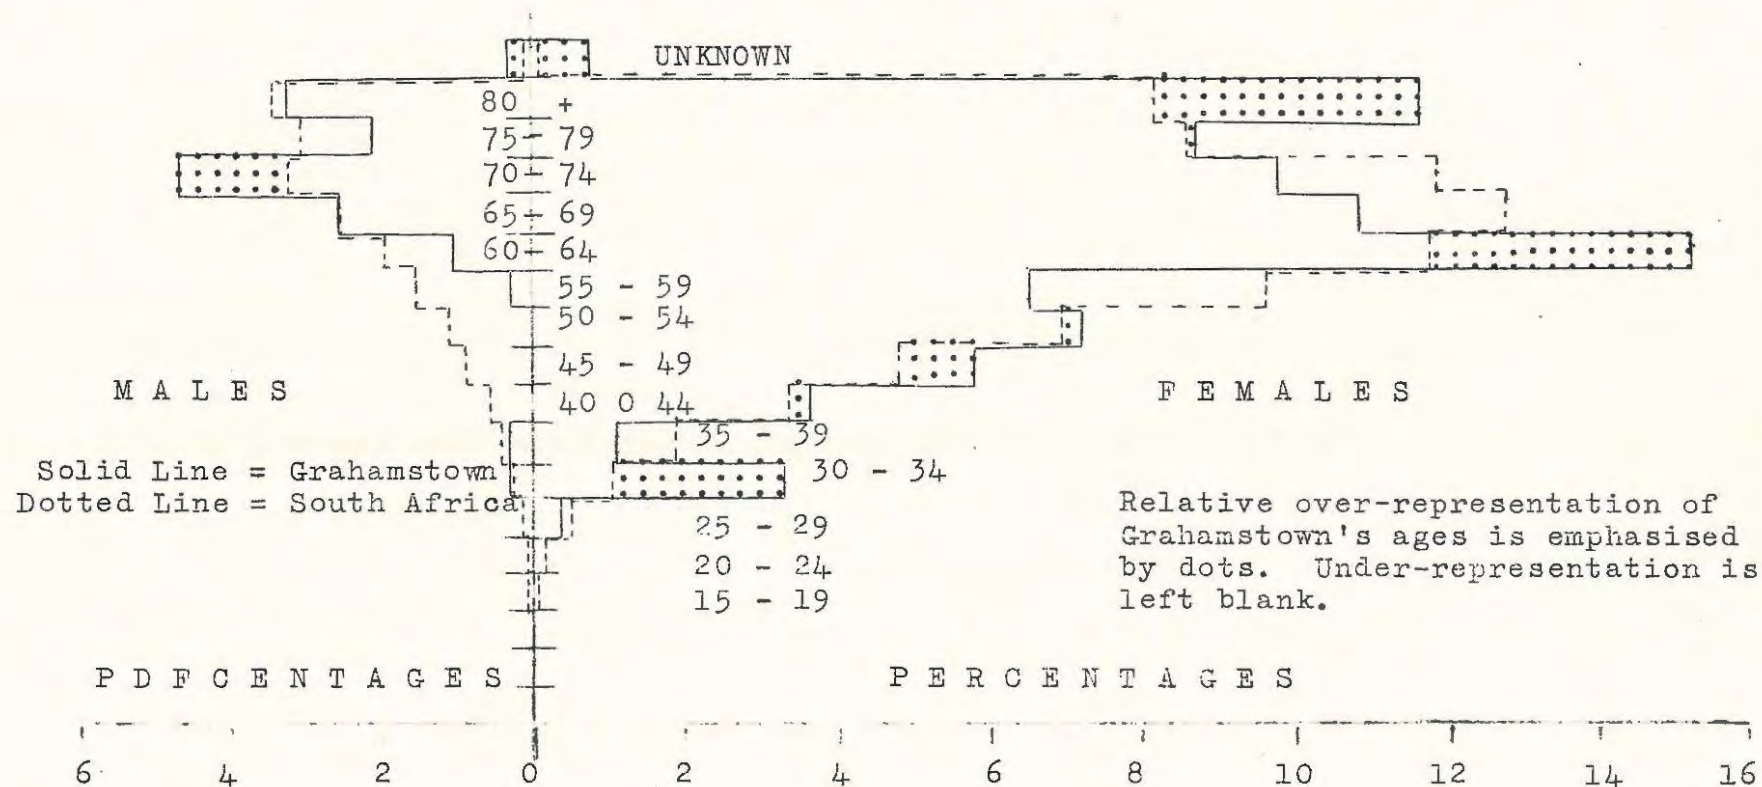 UNKNOWN
80 +
75 - 79
70 - 74
65 - 69
60 - 64
55 - 59
50 - 54
45 - 49
40 O 44
35 - 39
30 - 34
25 - 29
20 - 24
15 - 19
M A L E S
F E M A L E S
Solid Line = Grahamstown
Dotted Line = South Africa
Relative over-representation of
Grahamstown's ages is emphasised
by dots. Under-representation is
left blank.
P D F C E N T A G E S
P E R C E N T A G E S
6 4 2 0 2 4 6 8 10 12 14 16